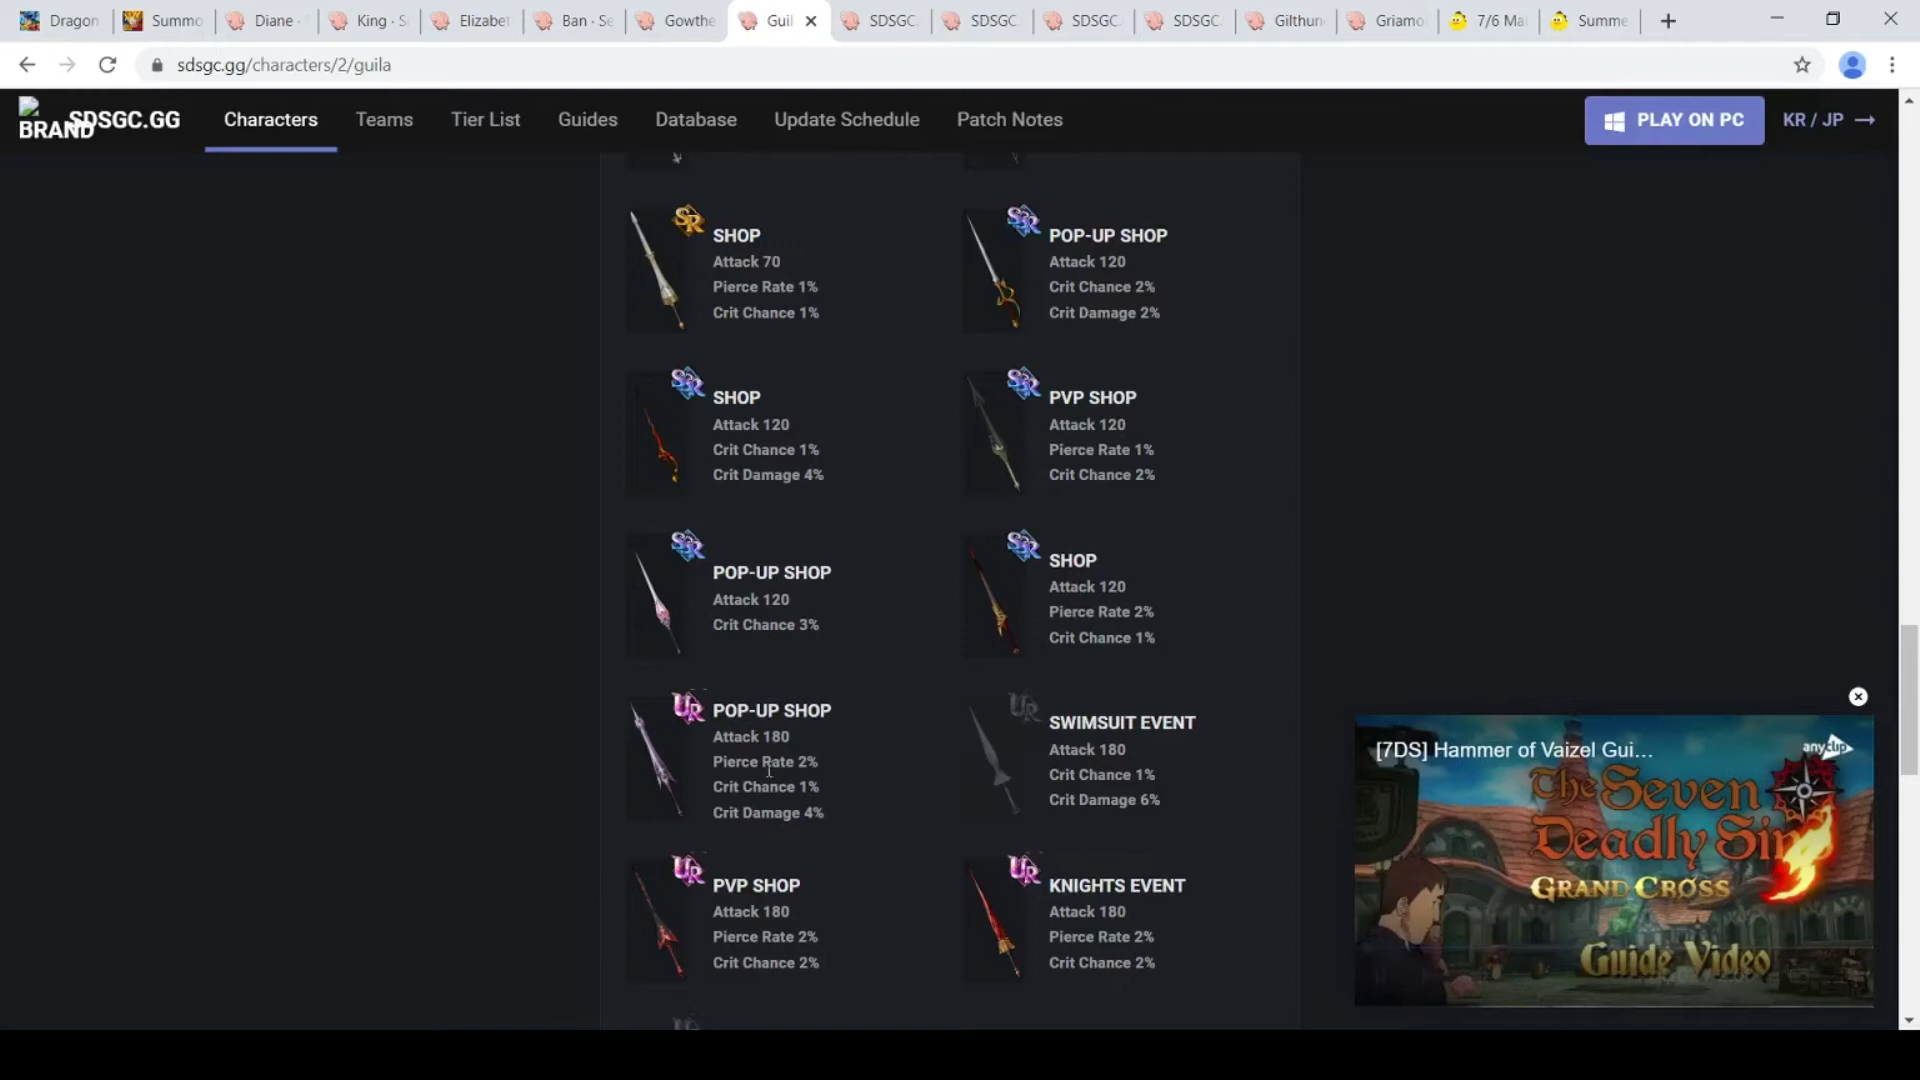 Dragon
Summo
Diane -
King - S
Elizabet
Ban - Se
Gowthe
Guil
SDSGC.
SDSGC
SDSGC.
SDSGC.
Gilthun
Griamo
7/6 Mai
Summe
sdsgc.gg/characters/2/guila
BRAND
SDSGC.GG
Characters
Teams
Tier List
Guides
Database
Update Schedule
Patch Notes
PLAY ON PC
KR / JP →
SR
SHOP
Attack 70
Pierce Rate 1%
Crit Chance 1%
SSR
POP-UP SHOP
Attack 120
Crit Chance 2%
Crit Damage 2%
SSR
SHOP
Attack 120
Crit Chance 1%
Crit Damage 4%
SSR
PVP SHOP
Attack 120
Pierce Rate 1%
Crit Chance 2%
SSR
POP-UP SHOP
Attack 120
Crit Chance 3%
SSR
SHOP
Attack 120
Pierce Rate 2%
Crit Chance 1%
UR
POP-UP SHOP
Attack 180
Pierce Rate 2%
Crit Chance 1%
Crit Damage 4%
UR
SWIMSUIT EVENT
Attack 180
Crit Chance 1%
Crit Damage 6%
UR
PVP SHOP
Attack 180
Pierce Rate 2%
Crit Chance 2%
UR
KNIGHTS EVENT
Attack 180
Pierce Rate 2%
Crit Chance 2%
[7DS] Hammer of Vaizel Gui...
anyclip
The Seven
Deadly Sin
GRAND CROSS
Guide Video